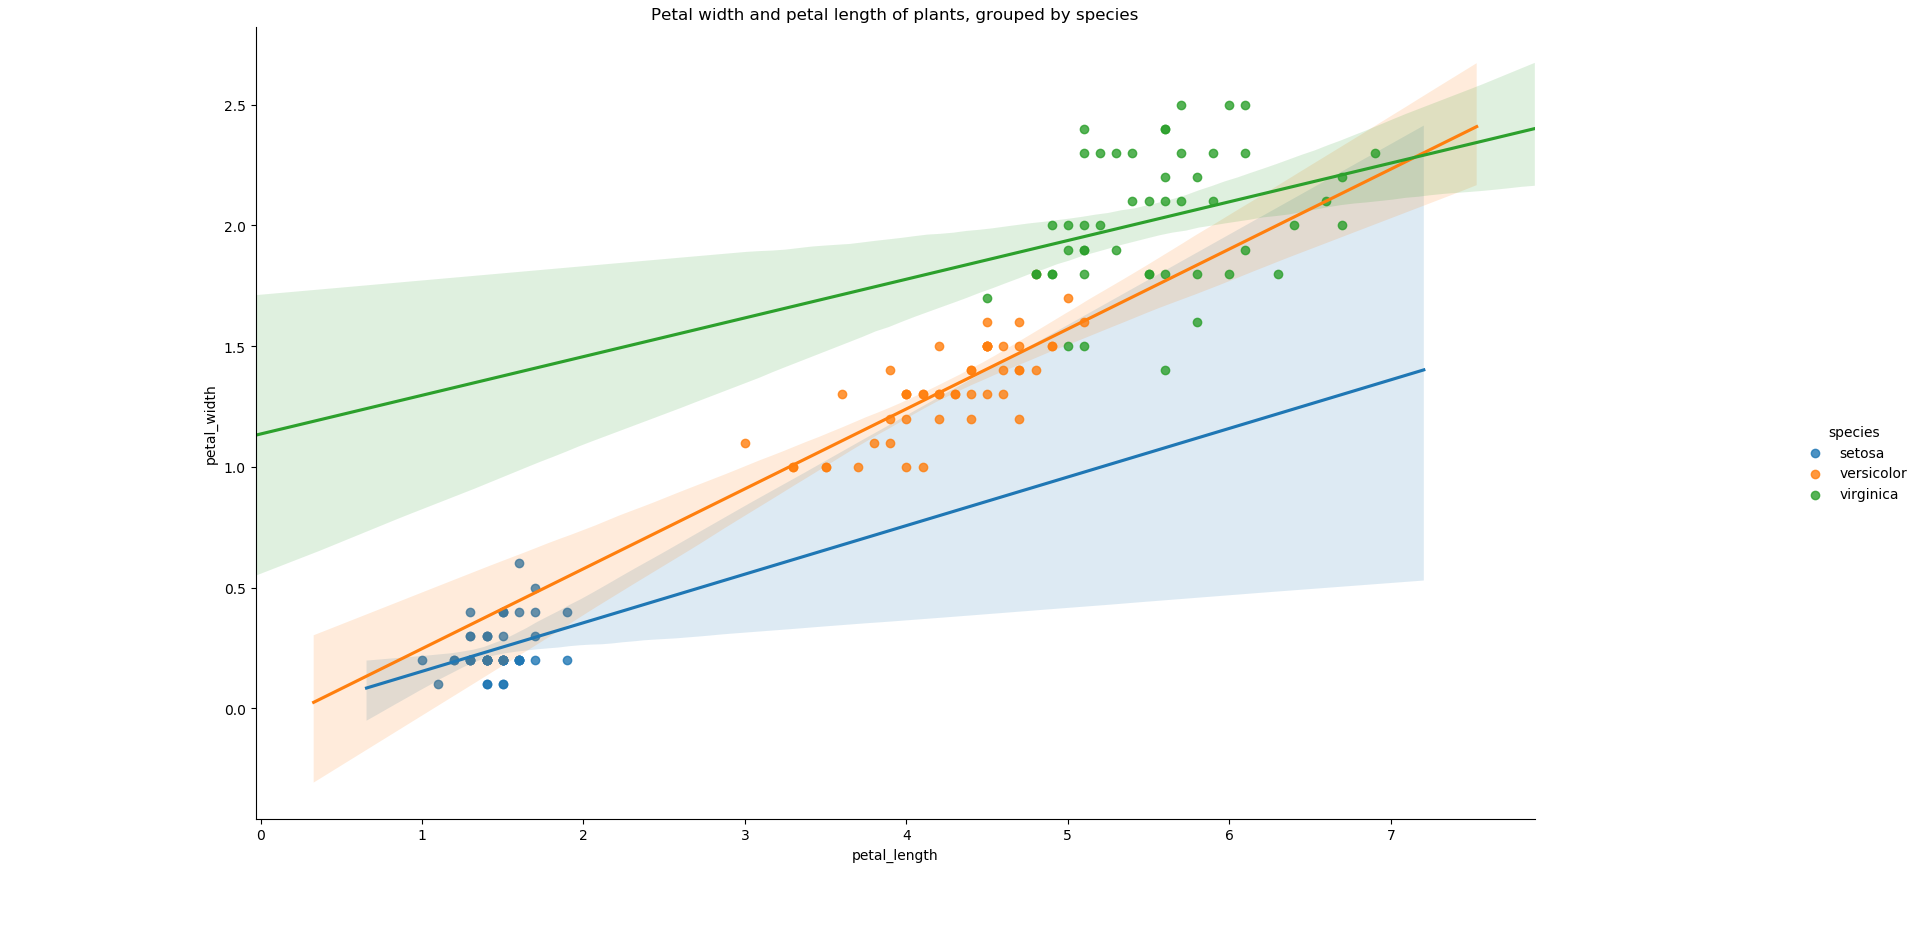 Petal width and petal length of plants, grouped by species
2.5
2.0
1.5
1.0
0.5
0.0
petal_width
0 1 2 3 4 5 6 7
petal_length
species
setosa
versicolor
virginica